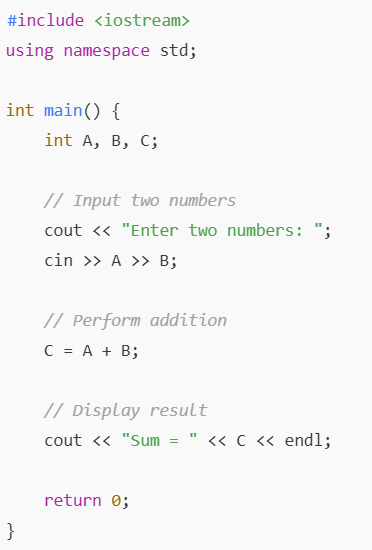 #include <iostream>
using namespace std;

int main() {
    int A, B, C;

    // Input two numbers
    cout << "Enter two numbers: ";
    cin >> A >> B;

    // Perform addition
    C = A + B;

    // Display result
    cout << "Sum = " << C << endl;

    return 0;
}